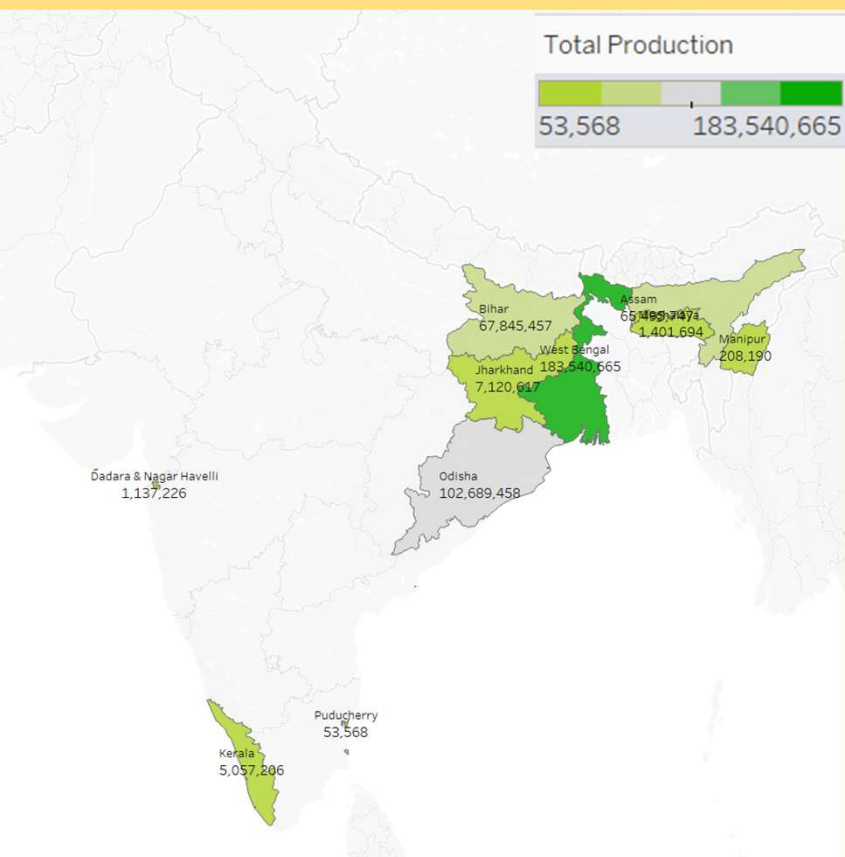 Total Production
53,568 183,540,665
Bihar
67,845,457
Assam
1,401,694
Manipur
208,190
West Bengal
183,540,665
Jharkhand
7,120,617
Odisha
102,689,458
Dadara & Nagar Havelli
1,137,226
Puducherry
53,568
Kerala
5,057,206